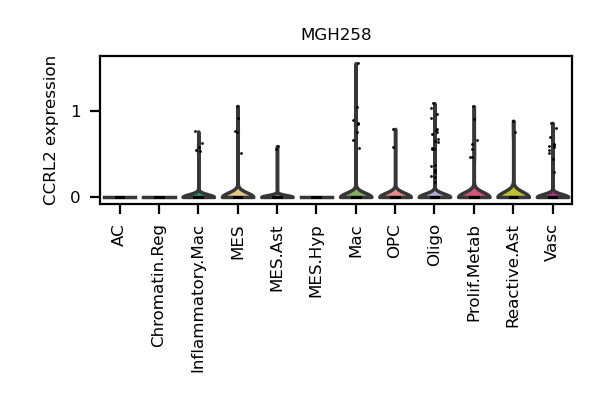 MGH258
CCRL2 expression
1
0
AC
Chromatin.Reg
Inflammatory.Mac
MES
MES.Ast
MES.Hyp
Mac
OPC
Oligo
Prolif.Metab
Reactive.Ast
Vasc